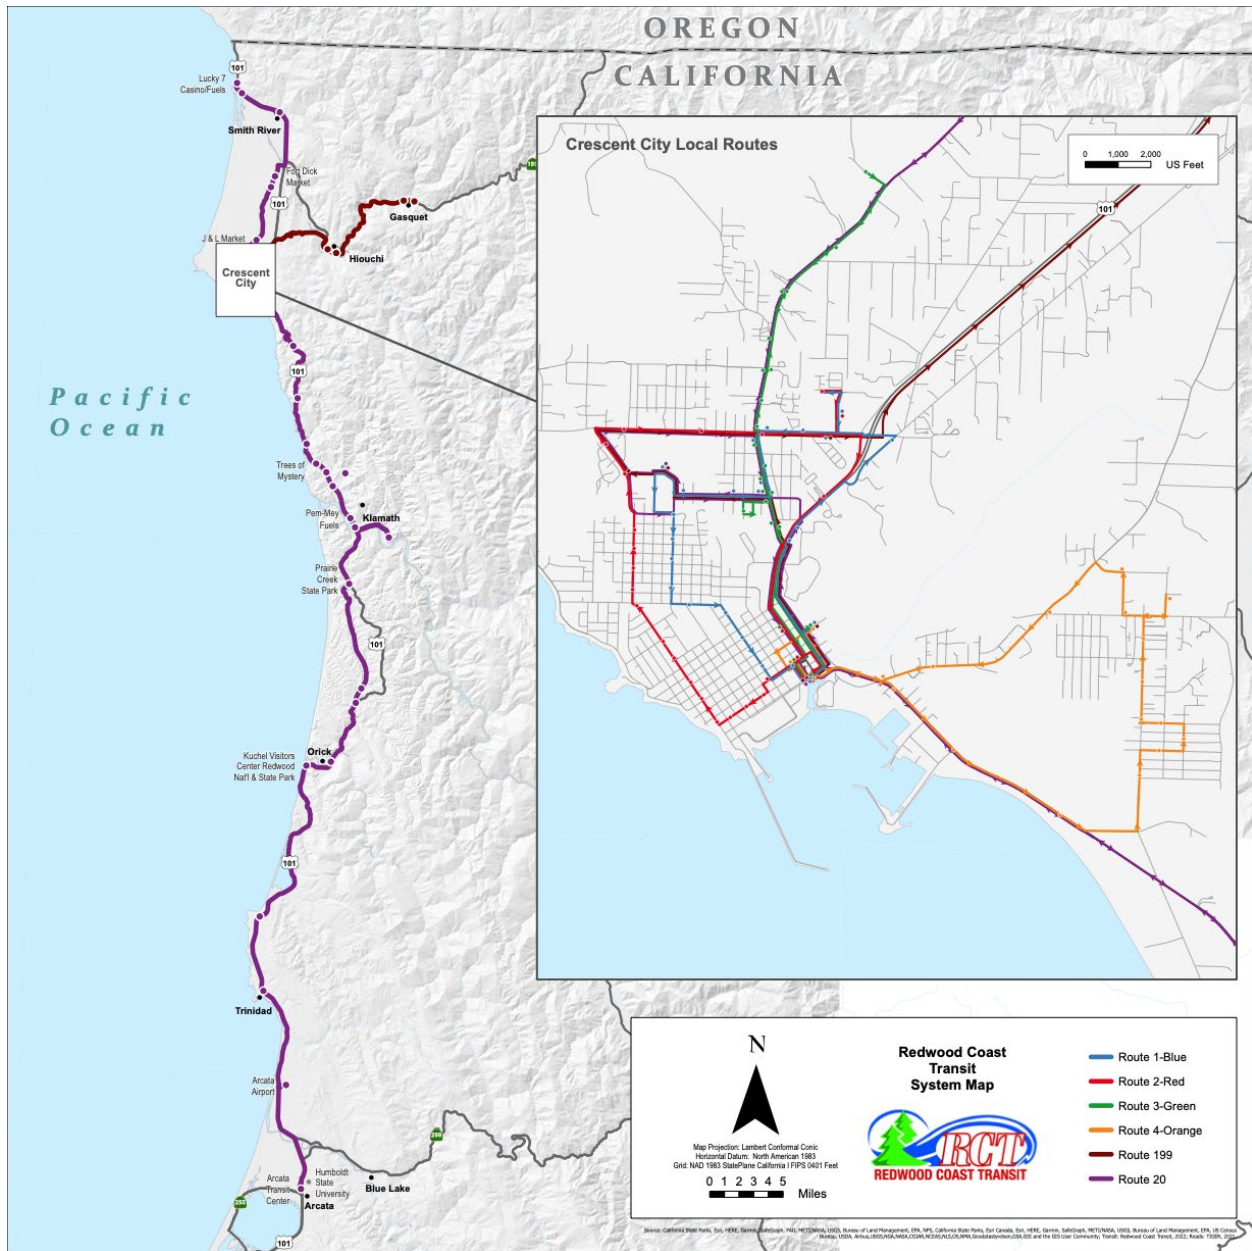 OREGON
CALIFORNIA
101
Lucky 7
Casino/Fuels
Smith River
Fort Dick
Market
199
101
Gasquet
J & L Market
Hiouchi
Crescent
City
Crescent City Local Routes
0 1,000 2,000
US Feet
101
101
Pacific
Ocean
Trees of
Mystery
Pem-Mey
Fuels
Klamath
Prairie
Creek
State Park
101
Kuchel Visitors
Center Redwood
Nat'l & State Park
Orick
101
Trinidad
Arcata
Airport
299
Humboldt
State
University
Arcata
Transit
Center
Blue Lake
Arcata
255
101
N
Map Projection: Lambert Conformal Conic
Horizontal Datum: North American 1983
Grid: NAD 1983 StatePlane California I FIPS 0401 Feet
0 1 2 3 4 5 Miles
Redwood Coast
Transit
System Map
RCT
REDWOOD COAST TRANSIT
Route 1-Blue
Route 2-Red
Route 3-Green
Route 4-Orange
Route 199
Route 20